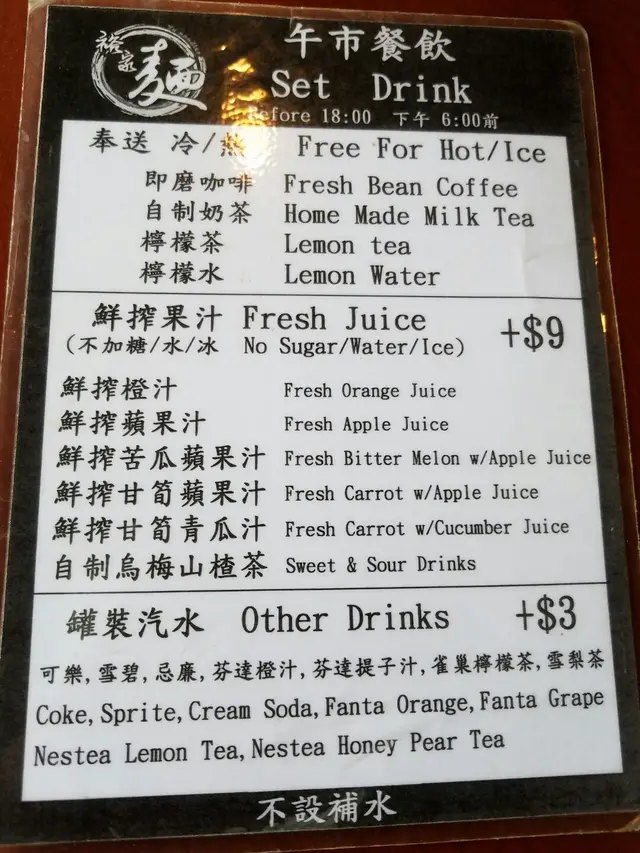 麵
午市餐飲
Set Drink
Before 18:00 下午 6:00前
奉送 冷/熱 Free For Hot/Ice
即磨咖啡 Fresh Bean Coffee
自制奶茶 Home Made Milk Tea
檸檬茶 Lemon tea
檸檬水 Lemon Water
鮮搾果汁 Fresh Juice +$9
(不加糖/水/冰 No Sugar/Water/Ice)
鮮搾橙汁 Fresh Orange Juice
鮮搾蘋果汁 Fresh Apple Juice
鮮搾苦瓜蘋果汁 Fresh Bitter Melon w/Apple Juice
鮮搾甘筍蘋果汁 Fresh Carrot w/Apple Juice
鮮搾甘筍青瓜汁 Fresh Carrot w/Cucumber Juice
自制烏梅山楂茶 Sweet & Sour Drinks
罐裝汽水 Other Drinks +$3
可樂,雪碧,忌廉,芬達橙汁,芬達提子汁,雀巢檸檬茶,雪梨茶
Coke,Sprite,Cream Soda,Fanta Orange,Fanta Grape
Nestea Lemon Tea,Nestea Honey Pear Tea
不設補水